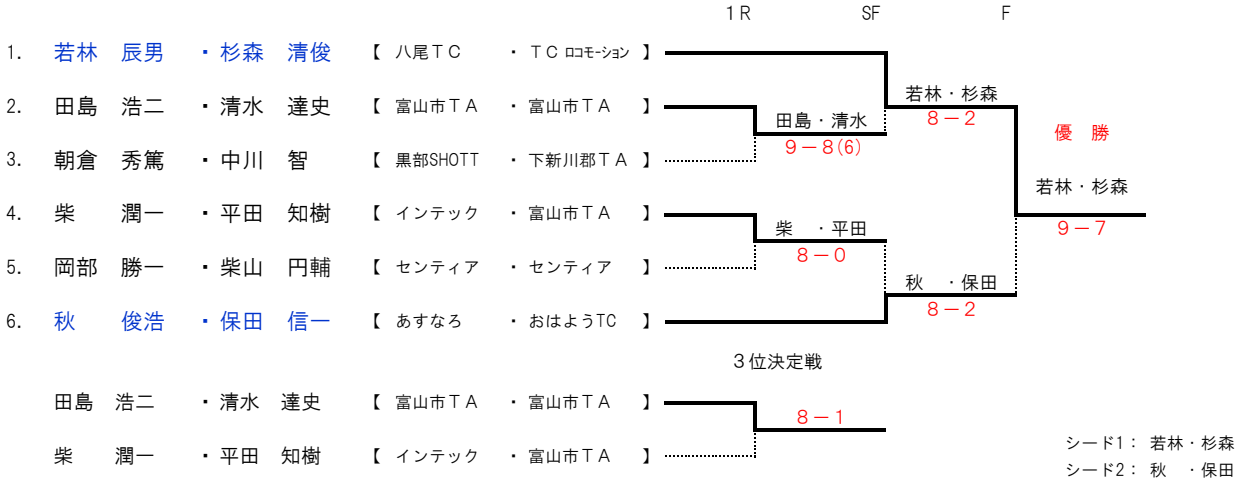 １R SF F
1. 若林 辰男 ・杉森 清俊 【 八尾ＴＣ ・ＴＣ ﾛｺﾓｰｼｮﾝ 】
2. 田島 浩二 ・清水 達史 【 富山市ＴＡ ・富山市ＴＡ 】
田島・清水
９－８(６)
若林・杉森
８－２
優 勝
3. 朝倉 秀篤 ・中川 智 【 黒部SHOTT ・下新川郡ＴＡ 】
若林・杉森
９－７
4. 柴 潤一 ・平田 知樹 【 インテック ・富山市ＴＡ 】
柴 ・平田
８－０
5. 岡部 勝一 ・柴山 円輔 【 センティア ・センティア 】
秋 ・保田
８－２
6. 秋 俊浩 ・保田 信一 【 あすなろ ・おはようTC 】
３位決定戦
田島 浩二 ・清水 達史 【 富山市ＴＡ ・富山市ＴＡ 】
８－１
柴 潤一 ・平田 知樹 【 インテック ・富山市ＴＡ 】
シード1： 若林・杉森
シード2： 秋 ・保田